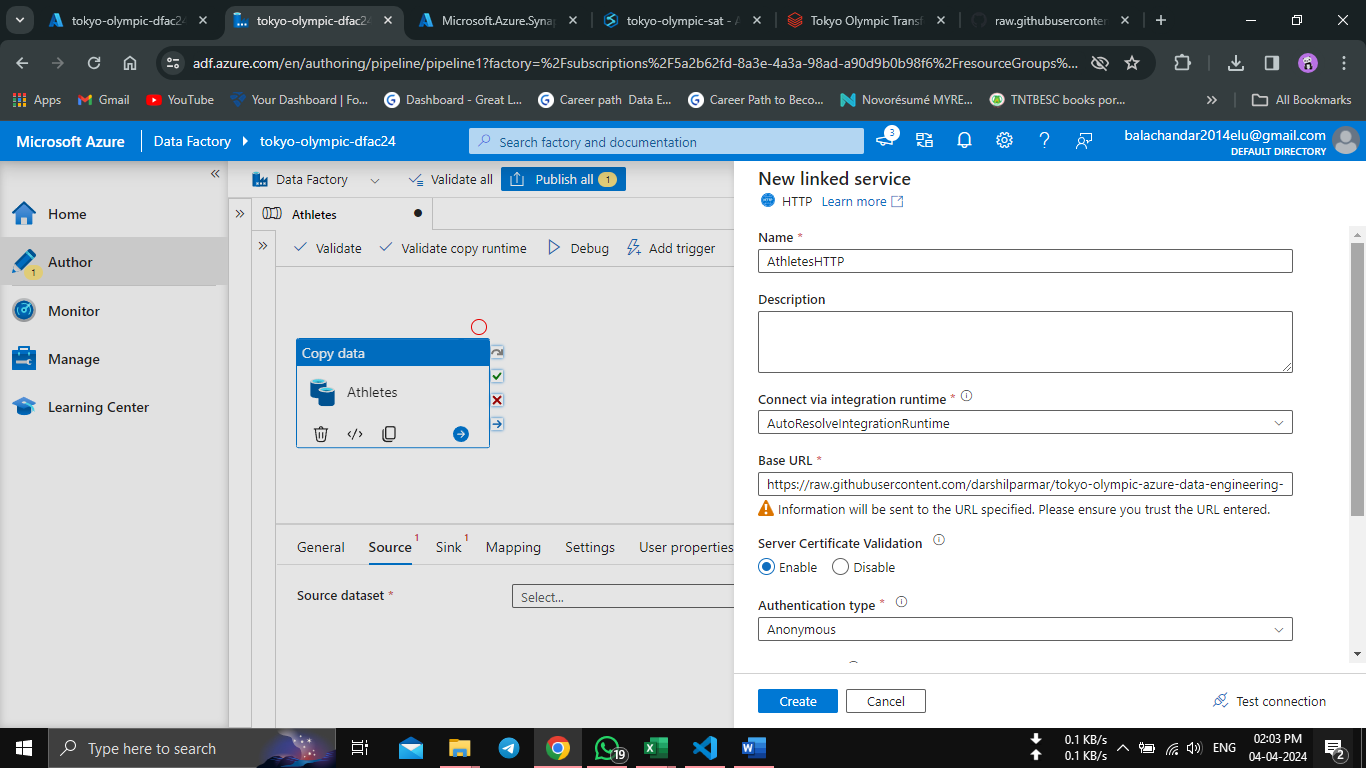 tokyo-olympic-dfac24
tokyo-olympic-dfac24
Microsoft.Azure.Syna
tokyo-olympic-sat - A
Tokyo Olympic Transf
raw.githubusercontent
adf.azure.com/en/authoring/pipeline/pipeline1?factory=%2Fsubscriptions%2F5a2b62fd-8a3e-4a3a-98ad-a90d9b0b98f6%2FresourceGroups%...
Apps
Gmail
YouTube
Your Dashboard | Fo...
Dashboard - Great L...
Career path Data E...
Career Path to Beco...
Novorésumé MYRE...
TNTBESC books por...
»
All Bookmarks
Microsoft Azure
Data Factory
tokyo-olympic-dfac24
Search factory and documentation
3
balachandar2014elu@gmail.com
DEFAULT DIRECTORY
Home
Author
1
Monitor
Manage
Learning Center
Data Factory
Validate all
Publish all 1
Athletes
Validate
Validate copy runtime
Debug
Add trigger
Copy data
Athletes
General
Source 1
Sink 1
Mapping
Settings
User properties
Source dataset *
Select...
New linked service
HTTP Learn more
Name *
AthletesHTTP
Description
Connect via integration runtime *
AutoResolveIntegrationRuntime
Base URL *
https://raw.githubusercontent.com/darshilparmar/tokyo-olympic-azure-data-engineering-
Information will be sent to the URL specified. Please ensure you trust the URL entered.
Server Certificate Validation
Enable
Disable
Authentication type *
Anonymous
Create
Cancel
Test connection
Type here to search
19
0.1 KB/s
0.1 KB/s
ENG
02:03 PM
04-04-2024
2